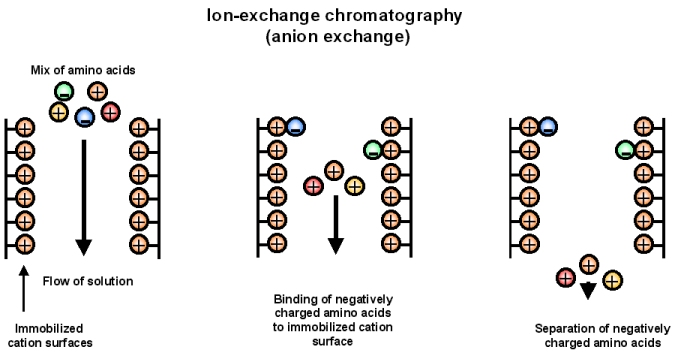 Ion-exchange chromatography
(anion exchange)
Mix of amino acids
Flow of solution
Immobilized
cation surfaces
Binding of negatively
charged amino acids
to immobilized cation
surface
Separation of negatively
charged amino acids